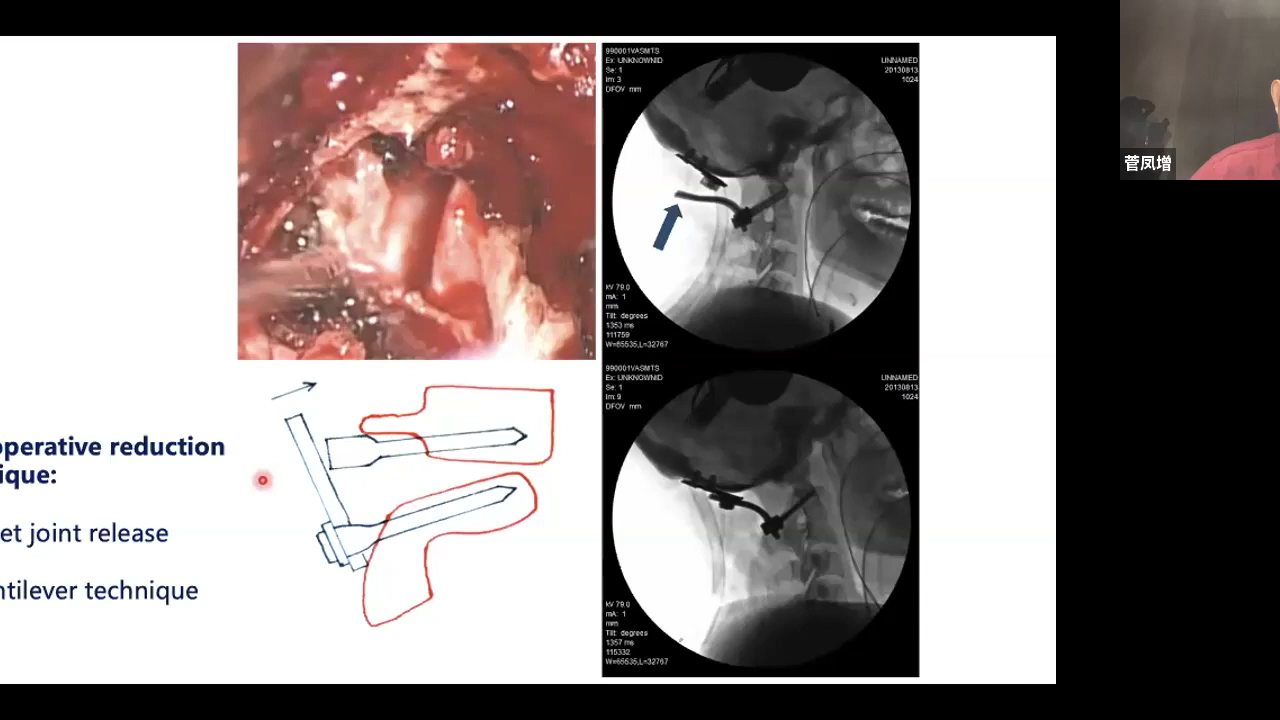 operative reduction
ique:
et joint release
ntilever technique
990001VASMTS
Ex: UNKNOWNID
Se: 1
Im: 3
DFOV mm
UNNAMED
20130813
1024
kV 79.0
mA: 1
mm
Tilt: degrees
1353 ms
111759
W=65535,L=32767
990001VASMTS
Ex: UNKNOWNID
Se: 1
Im: 9
DFOV mm
UNNAMED
20130813
1024
kV 79.0
mA: 1
mm
Tilt: degrees
1357 ms
115332
W=65535,L=32767
菅凤增